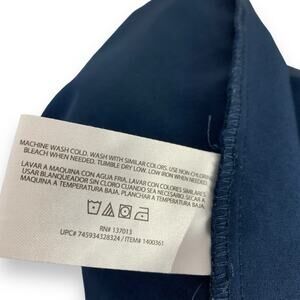 MACHINE WASH COLD. WASH WITH SIMILAR COLORS. USE NON-CHLORINE
BLEACH WHEN NEEDED. TUMBLE DRY LOW. LOW IRON WHEN NEEDED.
LAVAR A MAQUINA CON AGUA FRIA. LAVAR CON COLORES SIMILARES
USAR BLANQUEADOR SIN CLORO CUANDO SEA NECESARIO. SECAR A
MAQUINA A TEMPERATURA BAJA. PLANCHAR A TEMPERATURA BAJA.
RN# 137013
UPC# 745934328324 / ITEM# 1400361